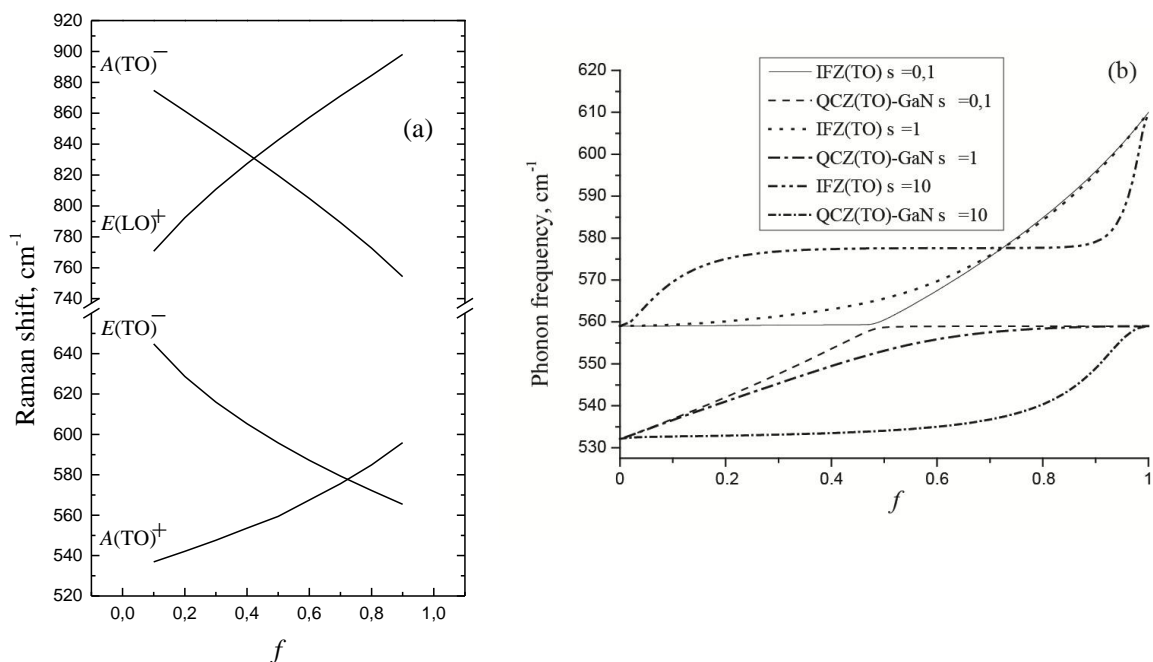 920
900
880
860
840
820
800
780
760
740
640
620
600
580
560
540
520
Raman shift, cm-1
A(TO)−
E(LO)+
E(TO)−
A(TO)+
(a)
0,0 0,2 0,4 0,6 0,8 1,0
f
(b)
IFZ(TO) s =0,1
QCZ(TO)-GaN s =0,1
IFZ(TO) s =1
QCZ(TO)-GaN s =1
IFZ(TO) s =10
QCZ(TO)-GaN s =10
620
610
600
590
580
570
560
550
540
530
Phonon frequency, cm-1
0 0.2 0.4 0.6 0.8 1
f